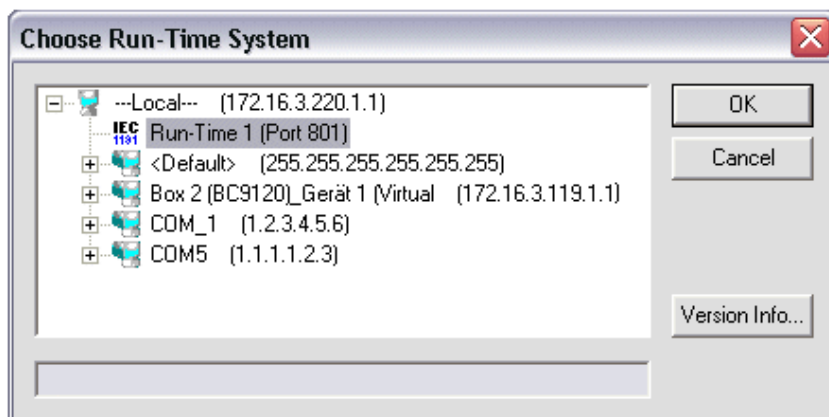 Choose Run-Time System
---Local--- (172.16.3.220.1.1)
OK
IEC 1131 Run-Time 1 (Port 801)
<Default> (255.255.255.255.255.255)
Cancel
Box 2 (BC9120)_Gerät 1 (Virtual (172.16.3.119.1.1)
COM_1 (1.2.3.4.5.6)
COM5 (1.1.1.1.2.3)
Version Info...